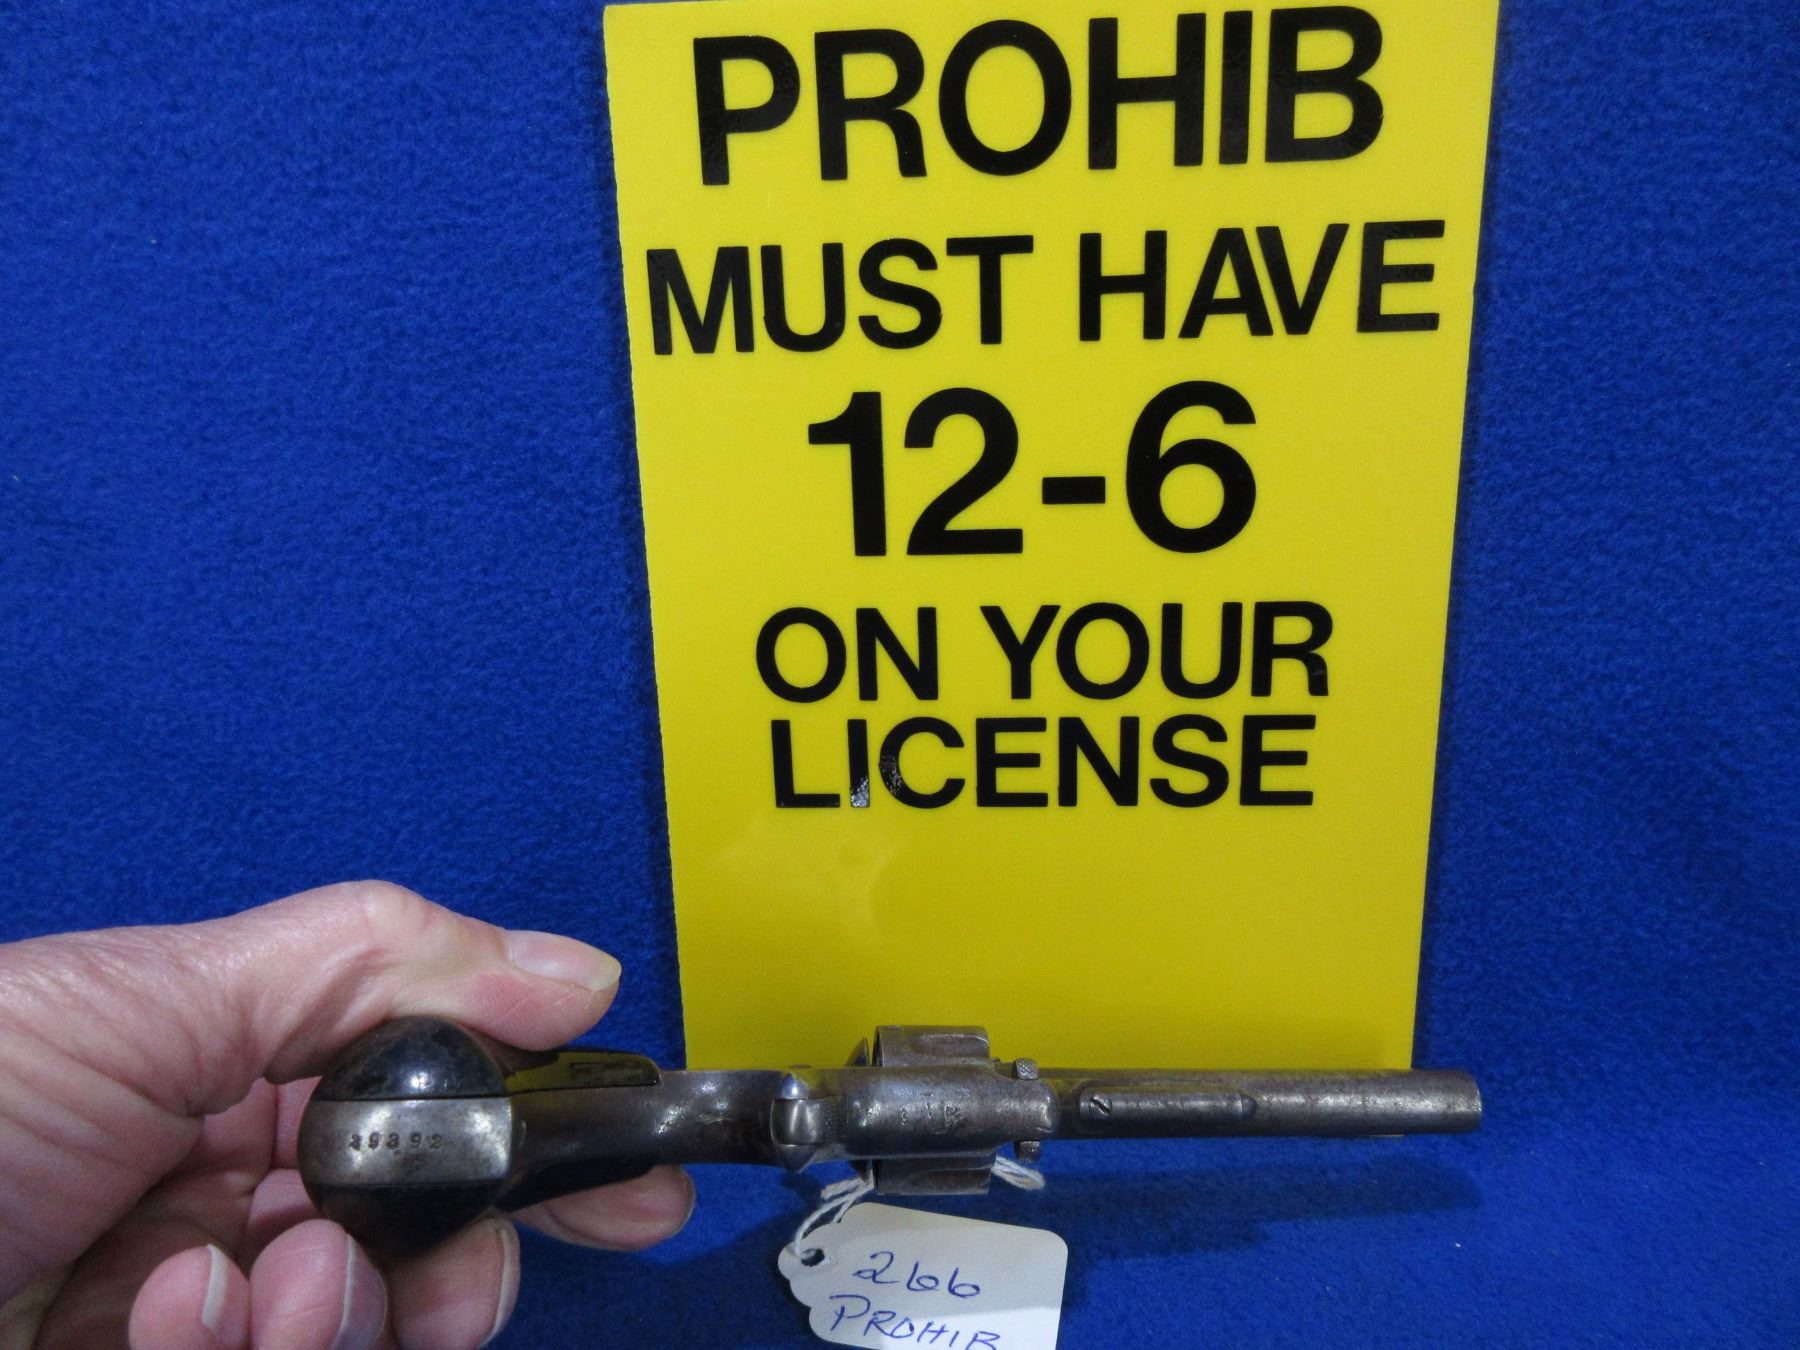 PROHIB
MUST HAVE
12-6
ON YOUR
LICENSE
266
PROHIB